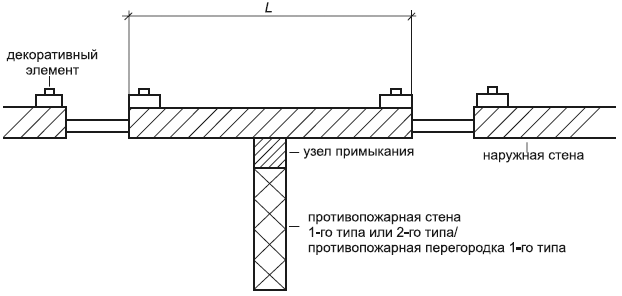 L
декоративный
элемент
узел примыкания
наружная стена
противопожарная стена
1-го типа или 2-го типа/
противопожарная перегородка 1-го типа